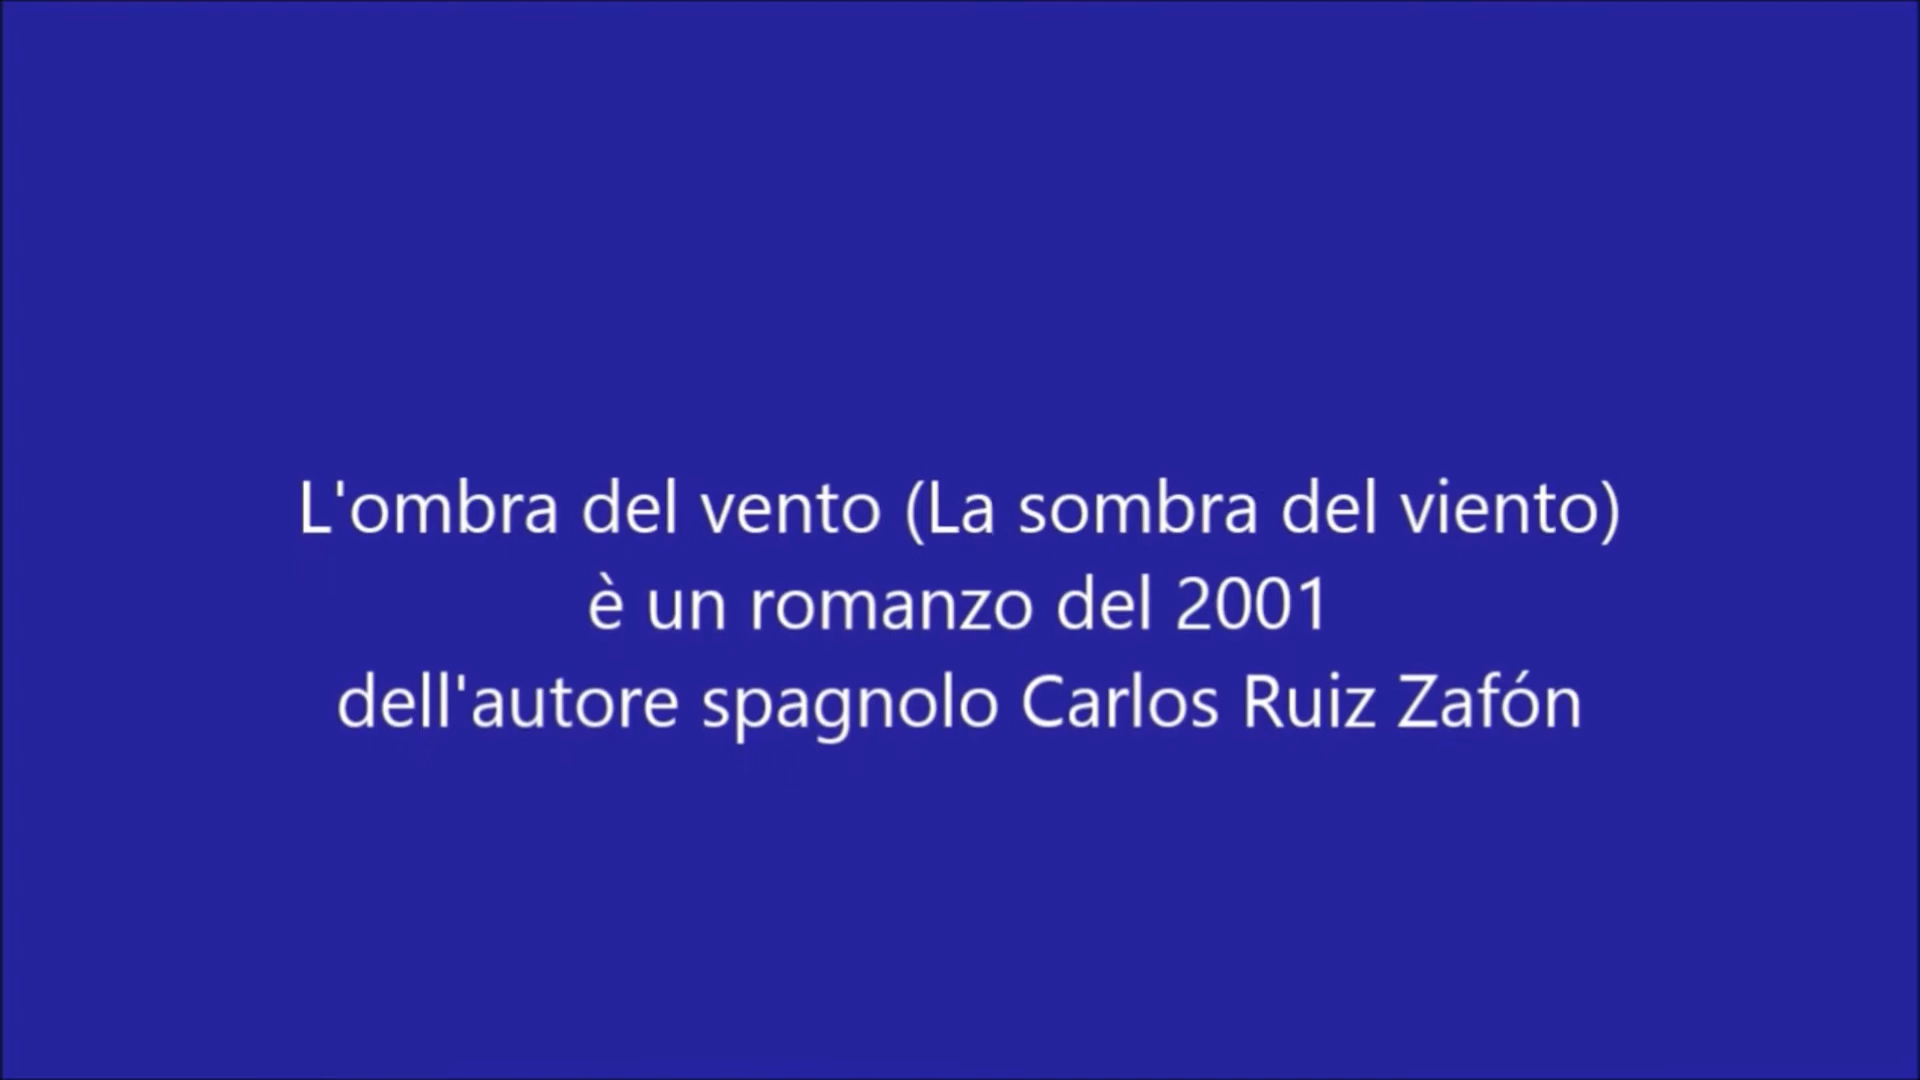 L'ombra del vento (La sombra del viento)
è un romanzo del 2001
dell'autore spagnolo Carlos Ruiz Zafón